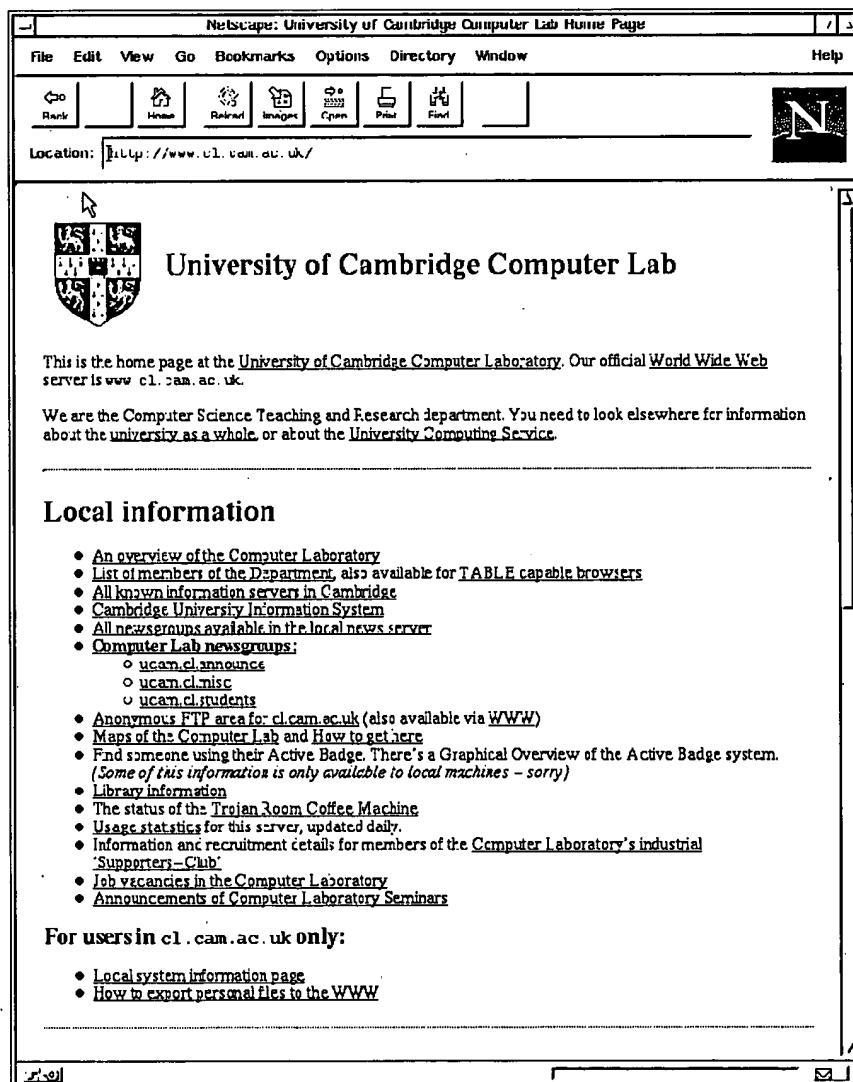 Netscape: University of Cambridge Computer Lab Home Page
File Edit View Go Bookmarks Options Directory Window Help
Back Home Reload Images Open Print Find
N
Location: http://www.cl.cam.ac.uk/
University of Cambridge Computer Lab
This is the home page at the University of Cambridge Computer Laboratory. Our official World Wide Web
server is www.cl.cam.ac.uk.
We are the Computer Science Teaching and Research department. You need to look elsewhere for information
about the university as a whole, or about the University Computing Service.
Local information
● An overview of the Computer Laboratory
● List of members of the Department, also available for TABLE capable browsers
● All known information servers in Cambridge
● Cambridge University Information System
● All newsgroups available in the local news server
● Computer Lab newsgroups:
○ ucam.cl.announce
○ ucam.cl.misc
○ ucam.cl.students
● Anonymous FTP area for cl.cam.ac.uk (also available via WWW)
● Maps of the Computer Lab and How to get here
● Find someone using their Active Badge. There's a Graphical Overview of the Active Badge system.
(Some of this information is only available to local machines – sorry)
● Library information
● The status of the Trojan Room Coffee Machine
● Usage statistics for this server, updated daily.
● Information and recruitment details for members of the Computer Laboratory's industrial
'Supporters–Club'
● Job vacancies in the Computer Laboratory
● Announcements of Computer Laboratory Seminars
For users in cl.cam.ac.uk only:
● Local system information page
● How to export personal files to the WWW